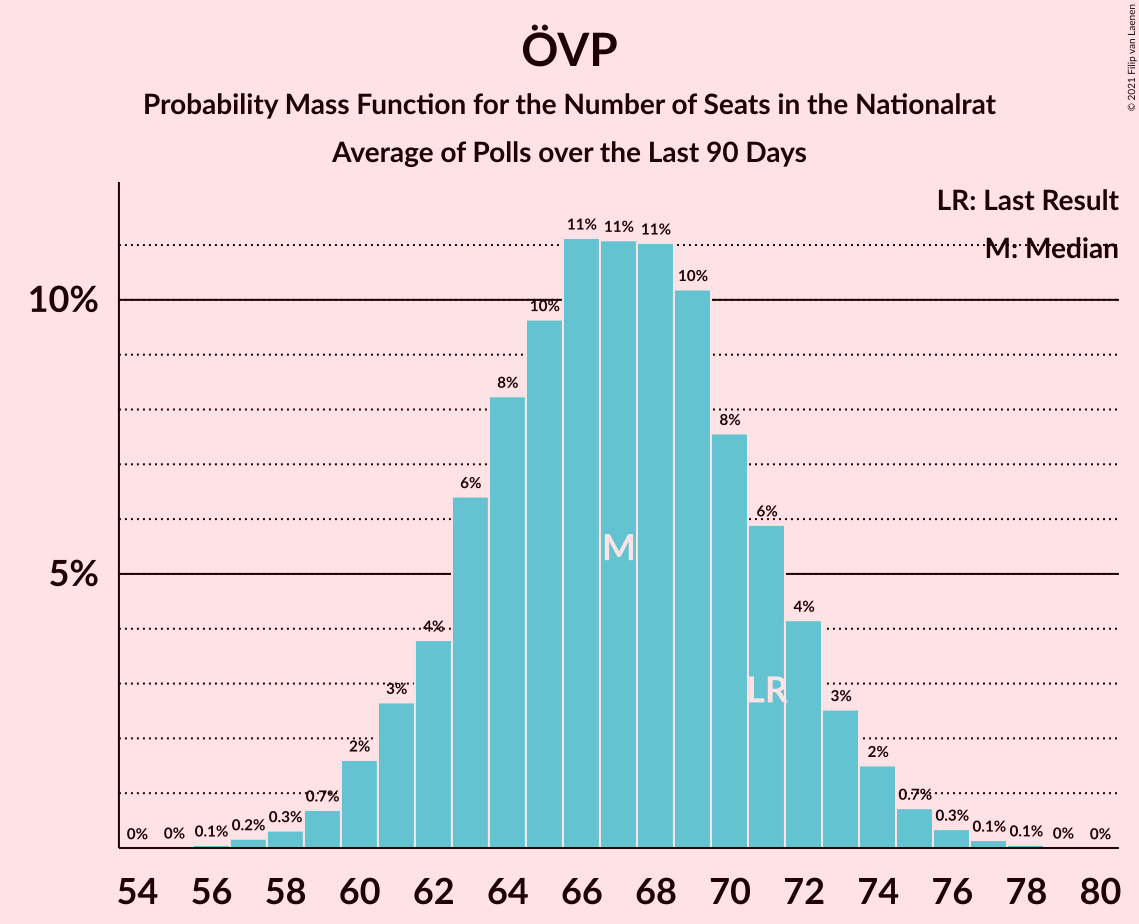 ÖVP
Probability Mass Function for the Number of Seats in the Nationalrat
Average of Polls over the Last 90 Days
© 2021 Filip van Laenen
LR: Last Result
M: Median
10%
5%
0% 0% 0.1% 0.2% 0.3% 0.7% 2% 3% 4% 6% 8% 10% 11% 11% 11% 10% 8% 6% 4% 3% 2% 0.7% 0.3% 0.1% 0.1% 0% 0%
M
LR
54 56 58 60 62 64 66 68 70 72 74 76 78 80